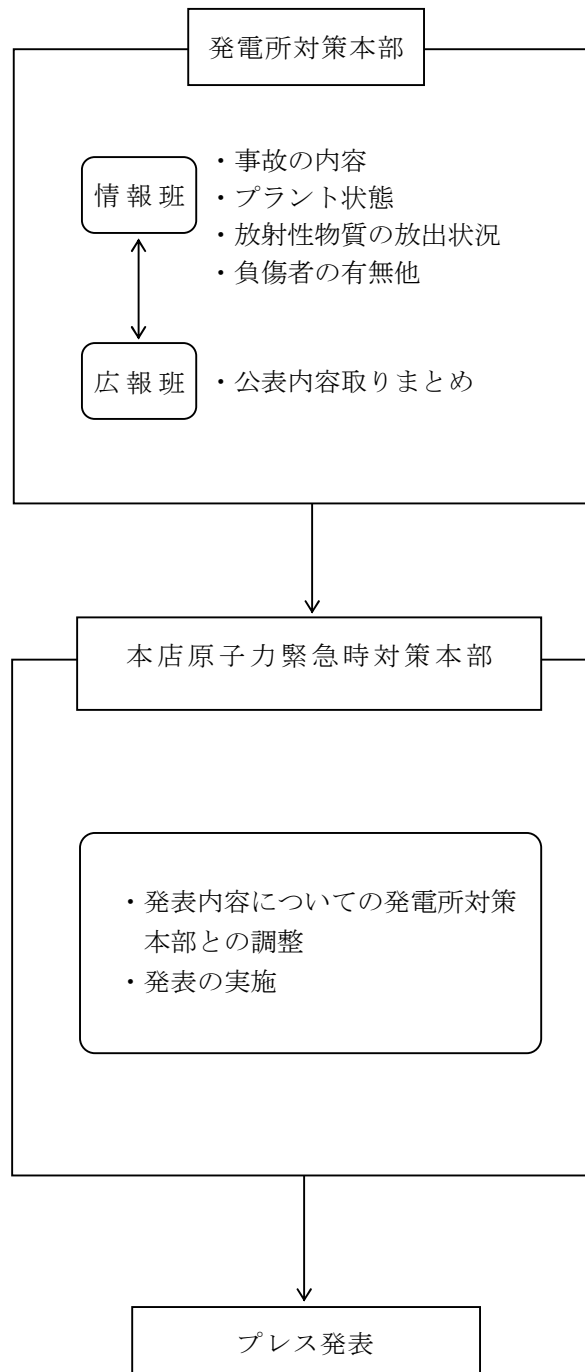 発電所対策本部
情報班
・事故の内容
・プラント状態
・放射性物質の放出状況
・負傷者の有無他
広報班
・公表内容取りまとめ
本店原子力緊急時対策本部
・発表内容についての発電所対策
本部との調整
・発表の実施
プレス発表